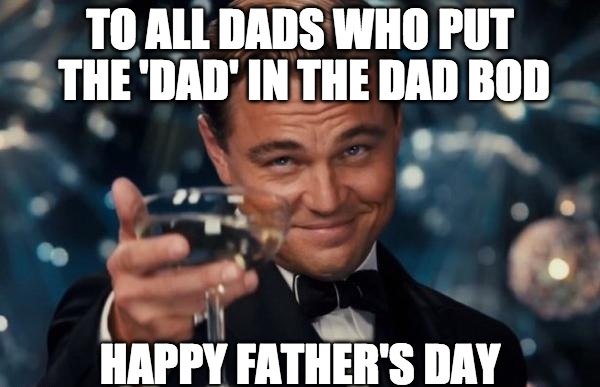 TO ALL DADS WHO PUT
THE 'DAD' IN THE DAD BOD
HAPPY FATHER'S DAY